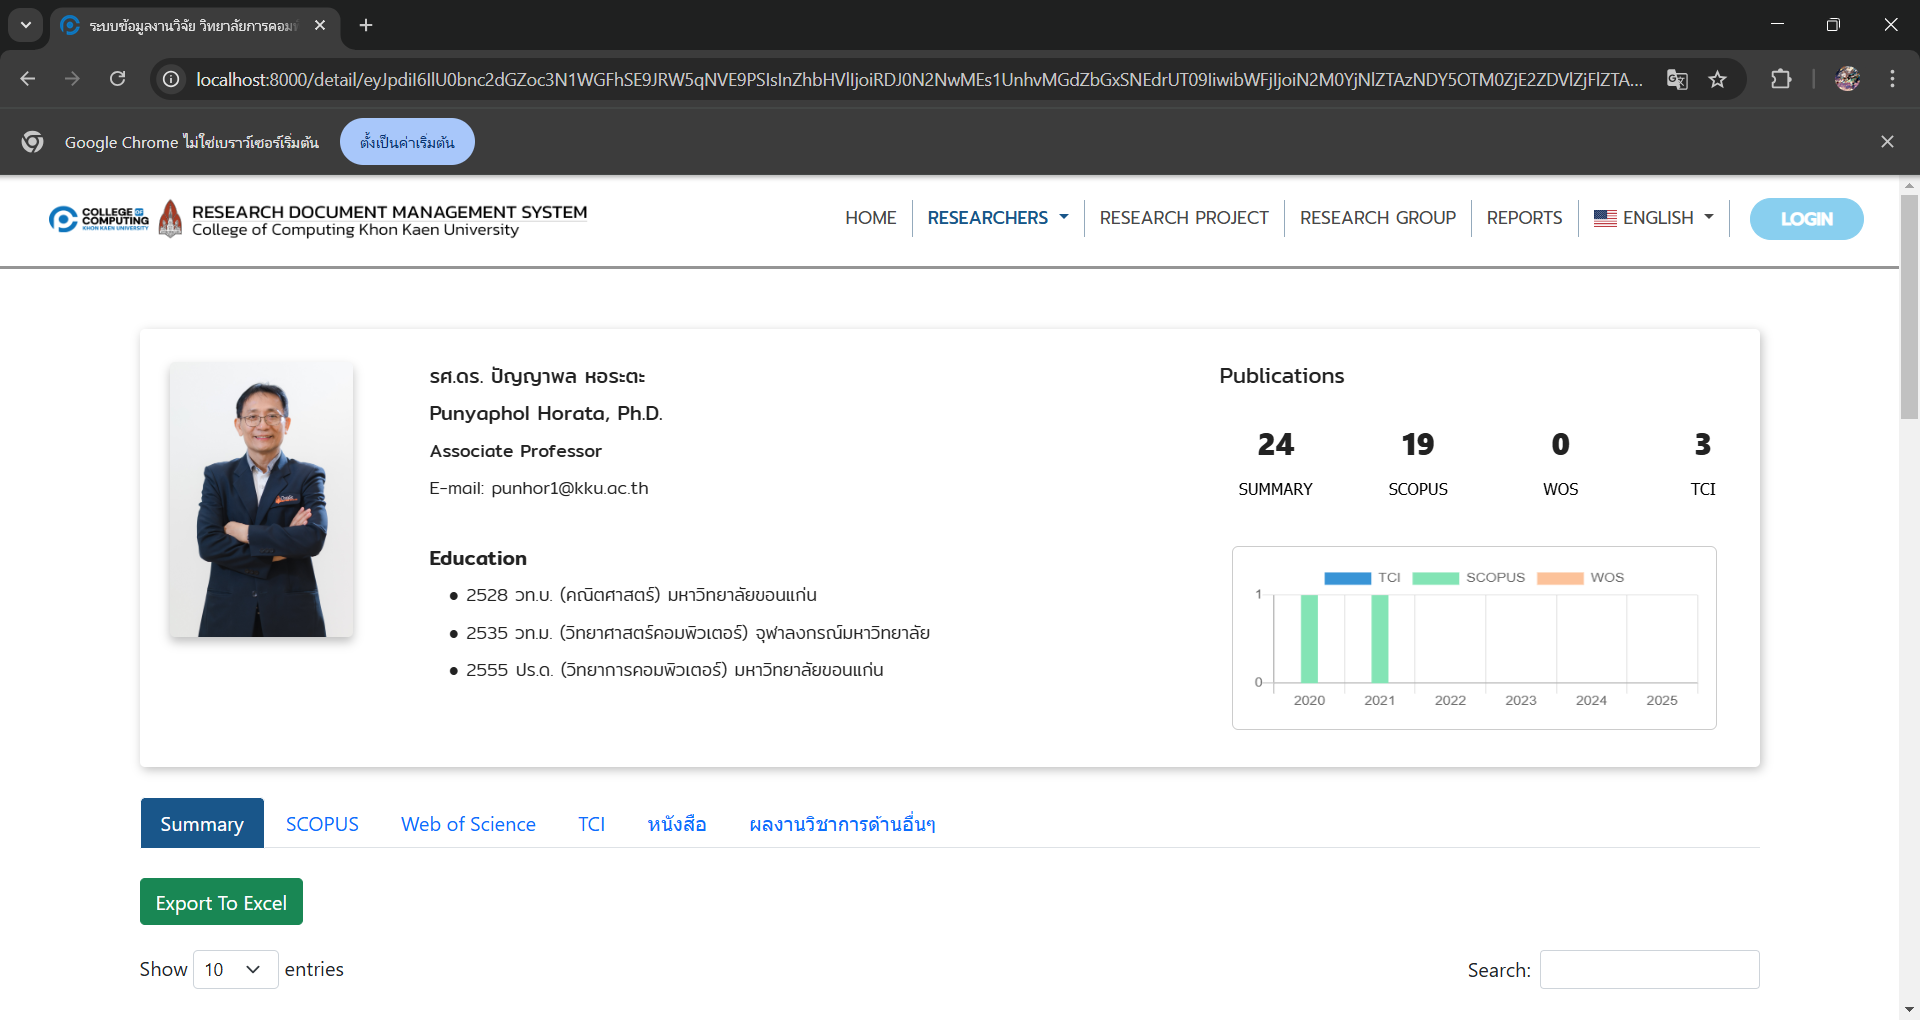 ระบบข้อมูลงานวิจัย วิทยาลัยการคอมพ
localhost:8000/detail/eyJpdiI6IlU0bnc2dGZoc3N1WGFhSE9JRW5qNVE9PSIsInZhbHVlIjoiRDJ0N2NwMEs1UnhvMGdZbGxSNEdrUT09IiwibWFjIjoiN2M0YjNlZTAzNDY5OTM0ZjE2ZDVlZjFlZTA...
Google Chrome ไม่ใช่เบราว์เซอร์เริ่มต้น ตั้งเป็นค่าเริ่มต้น
COLLEGE OF
COMPUTING
KHON KAEN UNIVERSITY
RESEARCH DOCUMENT MANAGEMENT SYSTEM
College of Computing Khon Kaen University
HOME RESEARCHERS RESEARCH PROJECT RESEARCH GROUP REPORTS ENGLISH LOGIN
รศ.ดร. ปัญญาพล หอระตะ
Punyaphol Horata, Ph.D.
Associate Professor
E-mail: punhor1@kku.ac.th
Education
● 2528 วท.บ. (คณิตศาสตร์) มหาวิทยาลัยขอนแก่น
● 2535 วท.ม. (วิทยาศาสตร์คอมพิวเตอร์) จุฬาลงกรณ์มหาวิทยาลัย
● 2555 ปร.ด. (วิทยาการคอมพิวเตอร์) มหาวิทยาลัยขอนแก่น
Publications
24 19 0 3
SUMMARY SCOPUS WOS TCI
TCI SCOPUS WOS
1
0
2020 2021 2022 2023 2024 2025
Summary SCOPUS Web of Science TCI หนังสือ ผลงานวิชาการด้านอื่นๆ
Export To Excel
Show 10 entries Search: